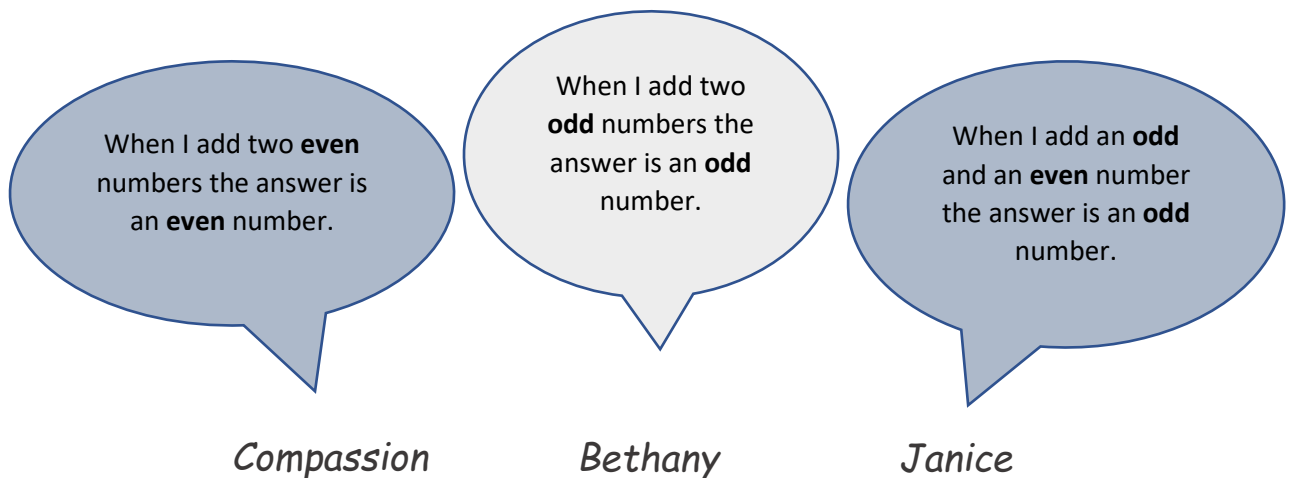 When I add two even
numbers the answer is
an even number.
When I add two
odd numbers the
answer is an odd
number.
When I add an odd
and an even number
the answer is an odd
number.
Compassion
Bethany
Janice